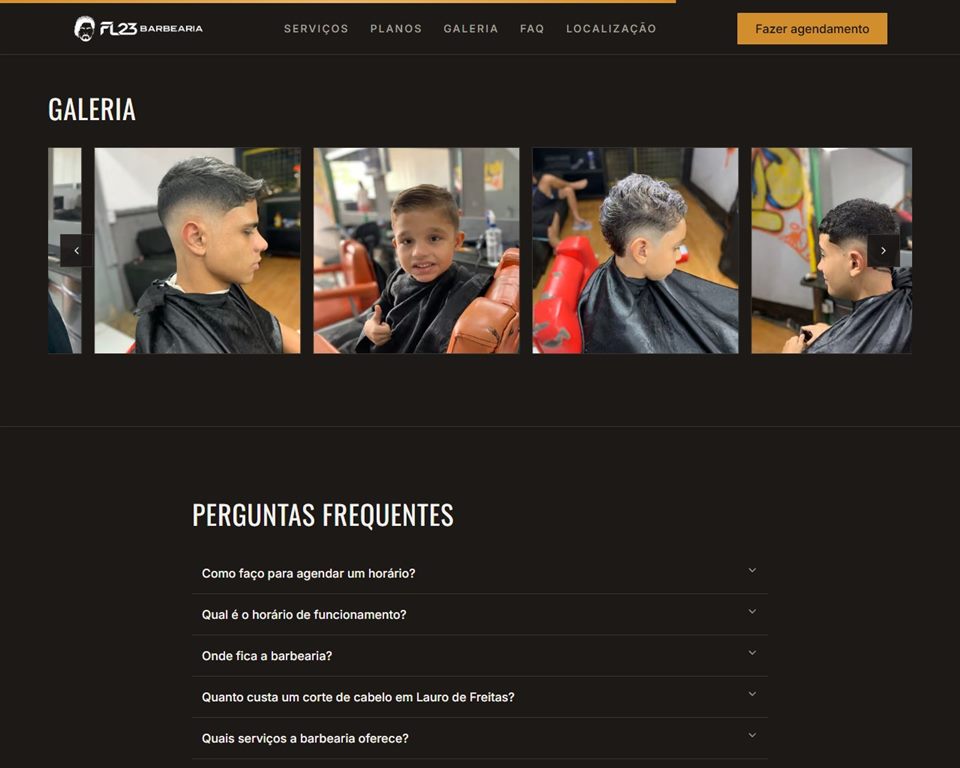 FL23 BARBEARIA
SERVIÇOS PLANOS GALERIA FAQ LOCALIZAÇÃO
Fazer agendamento
GALERIA
PERGUNTAS FREQUENTES
Como faço para agendar um horário?
Qual é o horário de funcionamento?
Onde fica a barbearia?
Quanto custa um corte de cabelo em Lauro de Freitas?
Quais serviços a barbearia oferece?